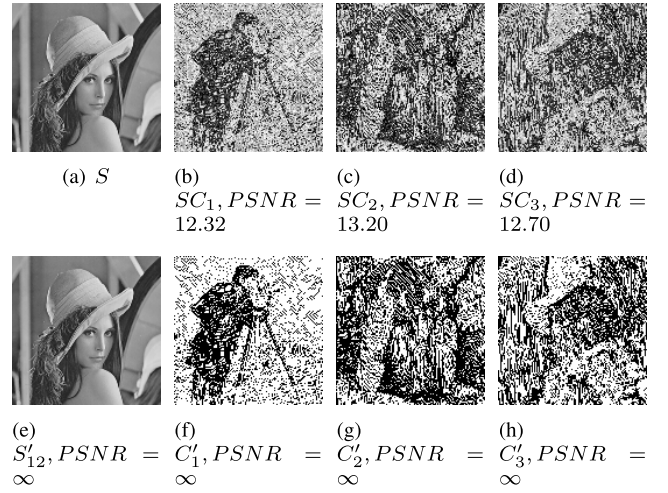 (a) S
(b)
SC₁, PSNR =
12.32
(c)
SC₂, PSNR =
13.20
(d)
SC₃, PSNR =
12.70
(e)
S′₁₂, PSNR =
∞
(f)
C′₁, PSNR =
∞
(g)
C′₂, PSNR =
∞
(h)
C′₃, PSNR =
∞